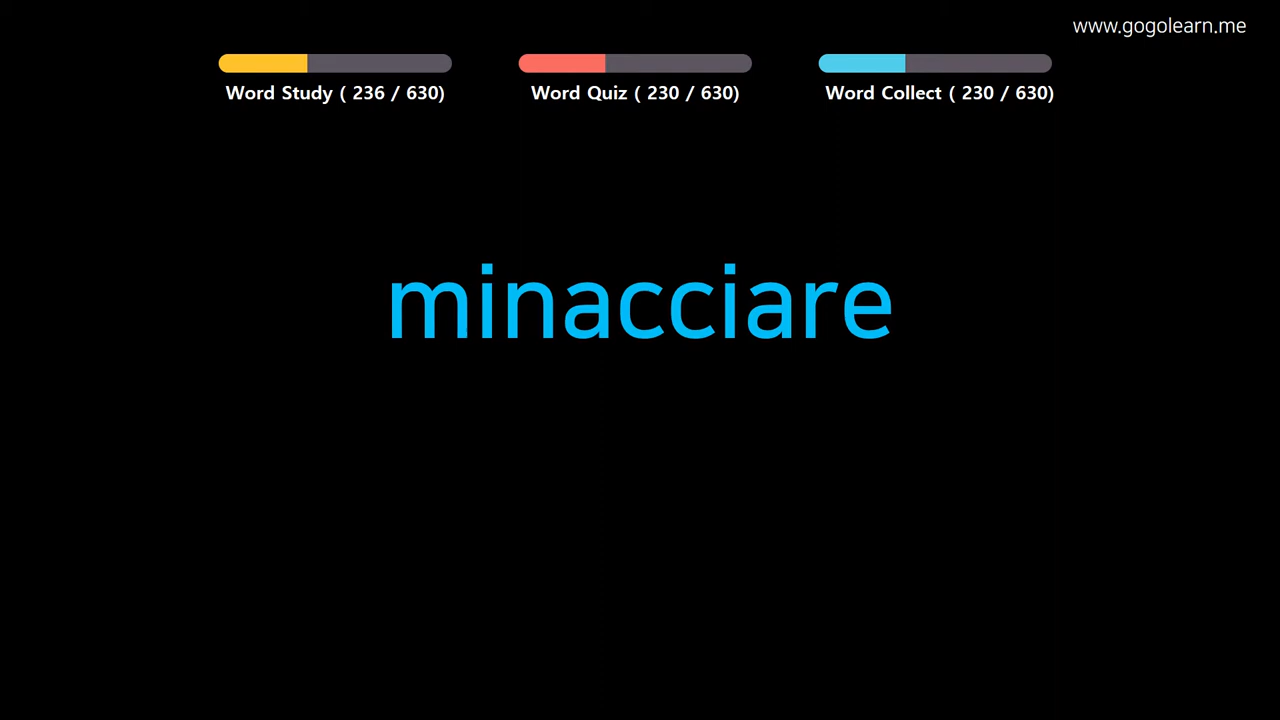 www.gogolearn.me
Word Study ( 236 / 630)
Word Quiz ( 230 / 630)
Word Collect ( 230 / 630)
minacciare